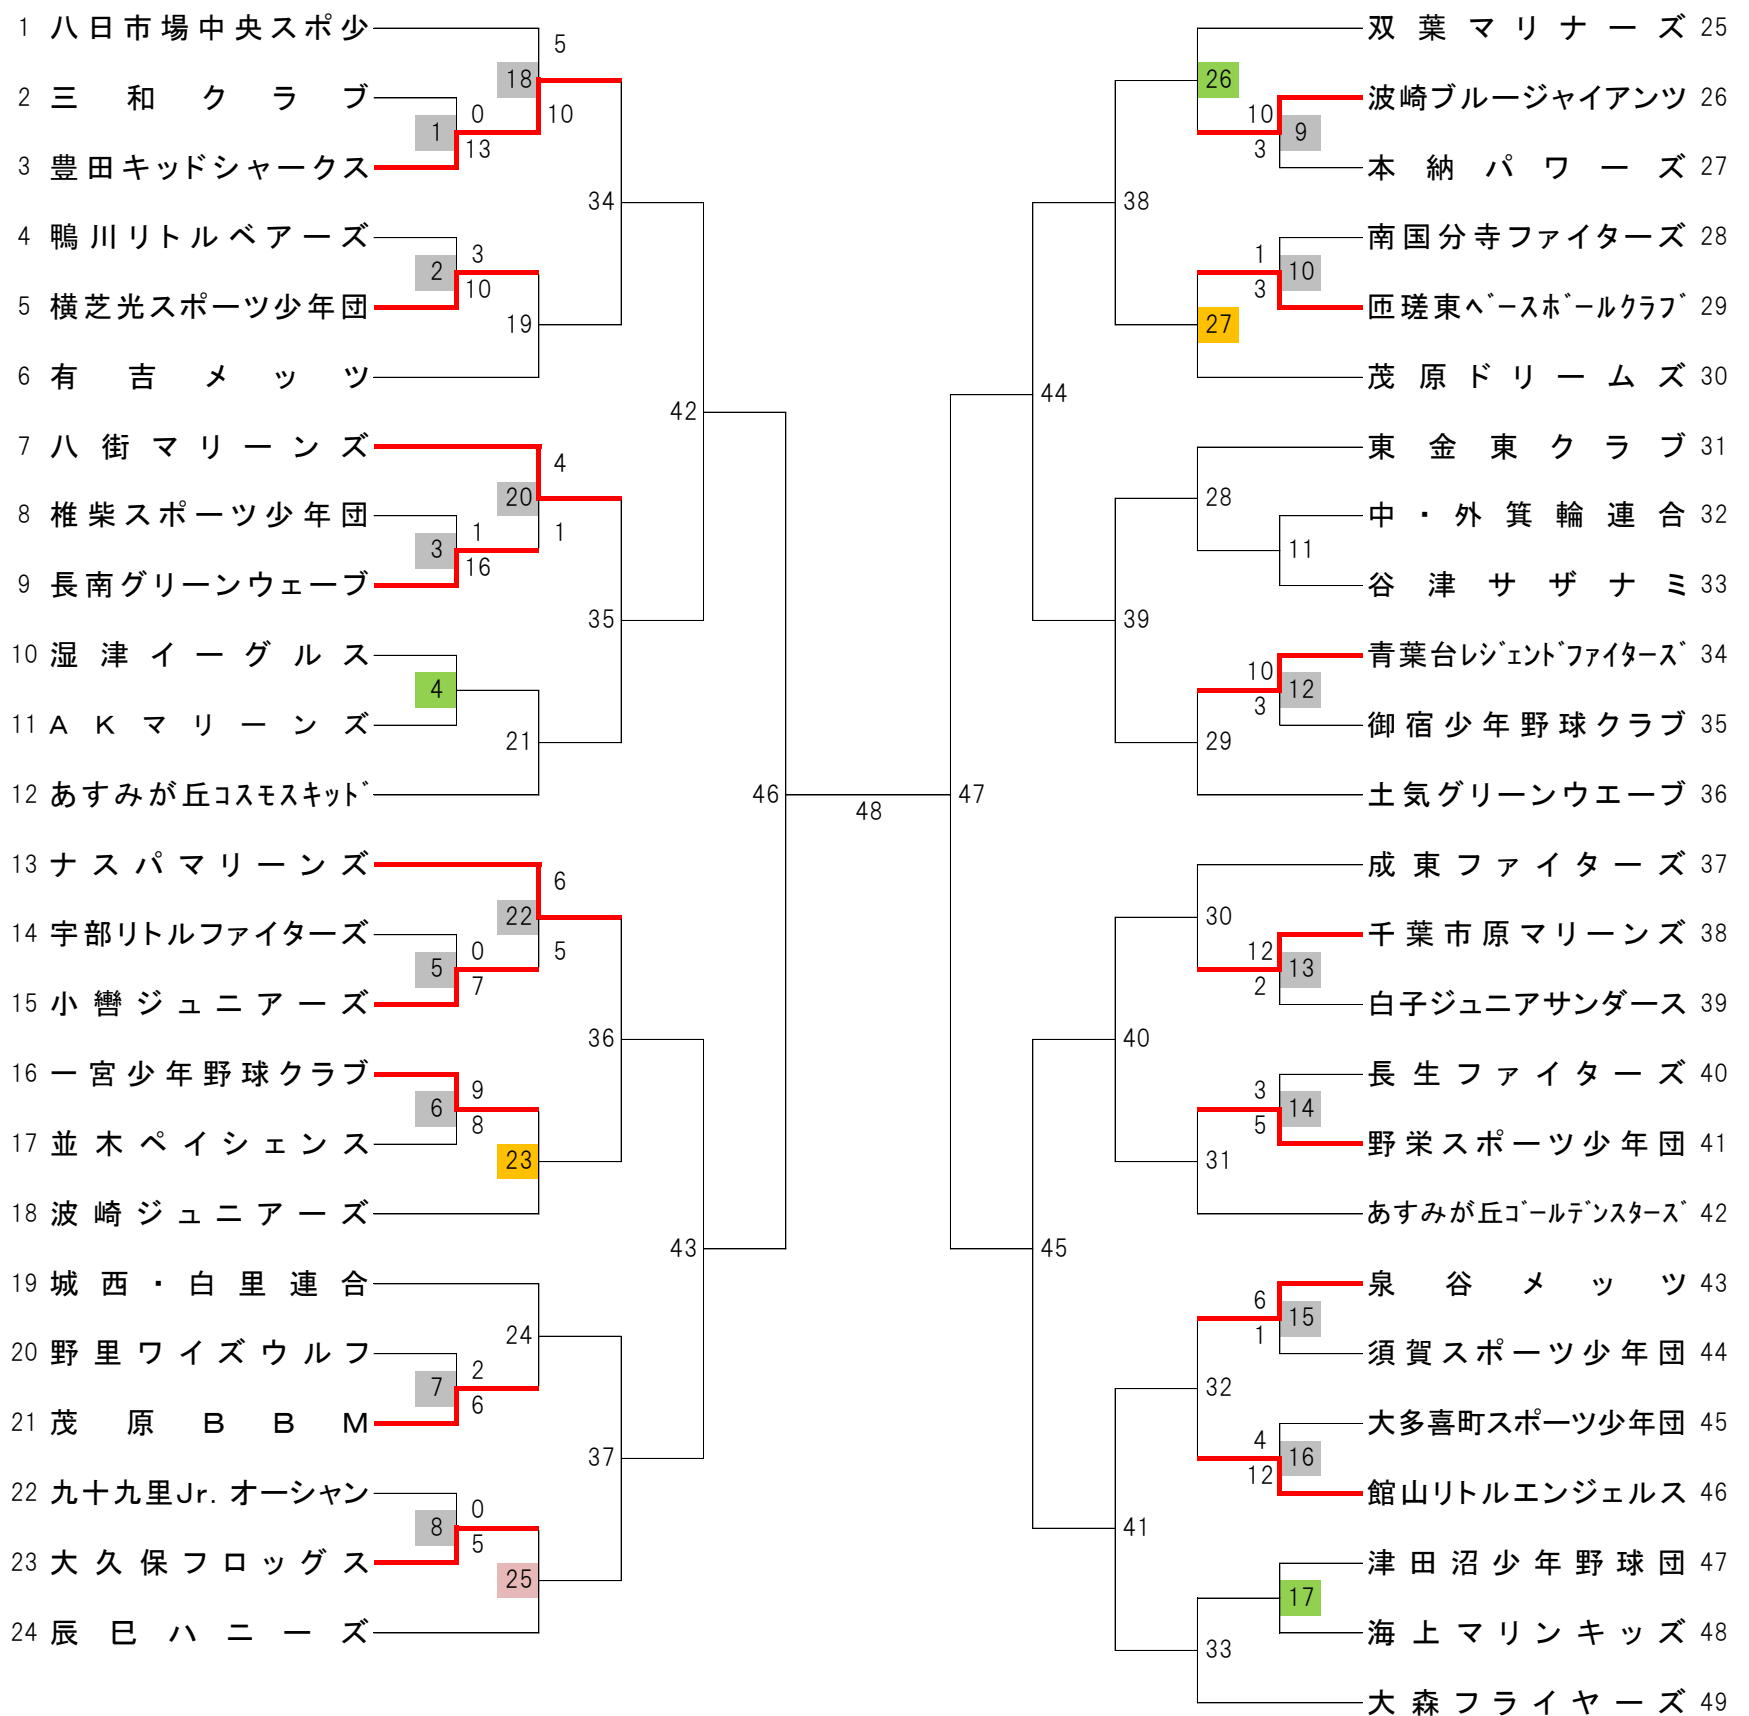 1 八日市場中央スポ少
2 三和クラブ
3 豊田キッドシャークス
4 鴨川リトルベアーズ
5 横芝光スポーツ少年団
6 有吉メッツ
7 八街マリーンズ
8 椎柴スポーツ少年団
9 長南グリーンウェーブ
10 湿津イーグルス
11 AKマリーンズ
12 あすみが丘コスモスキッド
13 ナスパマリーンズ
14 宇部リトルファイターズ
15 小轡ジュニアーズ
16 一宮少年野球クラブ
17 並木ペイシェンス
18 波崎ジュニアーズ
19 城西・白里連合
20 野里ワイズウルフ
21 茂原BBM
22 九十九里Jr.オーシャン
23 大久保フロッグス
24 辰巳ハニーズ
5
18
10
0
1
13
34
3
2
10
19
42
4
20
1
1
3
16
35
4
21
46
6
22
5
0
5
7
36
9
6
8
23
43
24
2
7
6
37
0
8
5
25
48
47
44
38
26
10
9
3
1
10
3
27
28
11
39
10
12
3
29
45
40
30
12
13
2
3
14
5
31
6
15
1
32
4
16
12
41
17
33
双葉マリナーズ 25
波崎ブルージャイアンツ 26
本納パワーズ 27
南国分寺ファイターズ 28
匝瑳東ベースボールクラブ 29
茂原ドリームズ 30
東金東クラブ 31
中・外箕輪連合 32
谷津サザナミ 33
青葉台レジェンドファイターズ 34
御宿少年野球クラブ 35
土気グリーンウエーブ 36
成東ファイターズ 37
千葉市原マリーンズ 38
白子ジュニアサンダース 39
長生ファイターズ 40
野栄スポーツ少年団 41
あすみが丘ゴールデンスターズ 42
泉谷メッツ 43
須賀スポーツ少年団 44
大多喜町スポーツ少年団 45
館山リトルエンジェルス 46
津田沼少年野球団 47
海上マリンキッズ 48
大森フライヤーズ 49